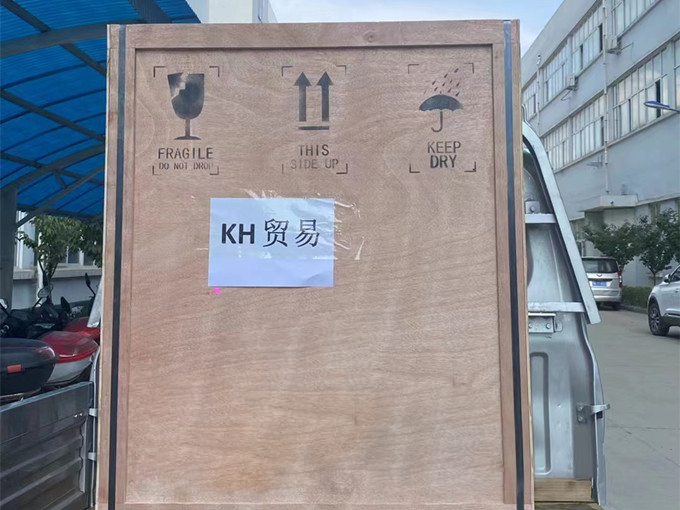 FRAGILE
DO NOT DROP
THIS
SIDE UP
KEEP
DRY
KH 贸易